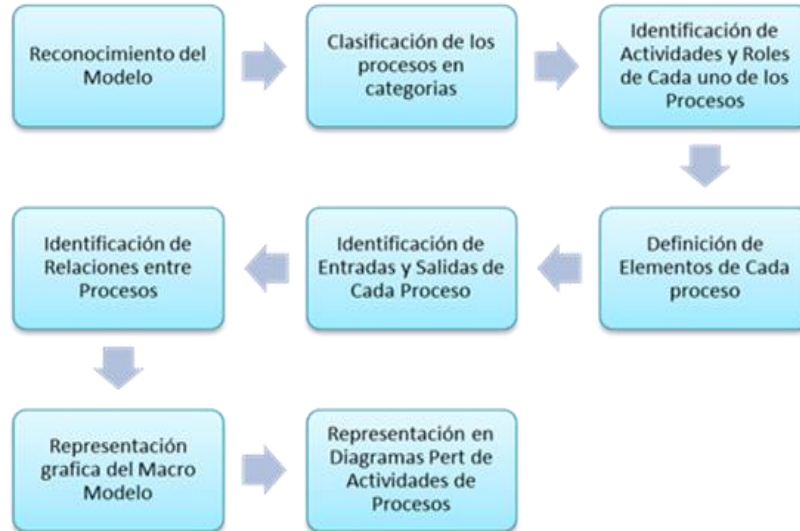 Reconocimiento del
Modelo
Clasificación de los
procesos en
categorias
Identificación de
Actividades y Roles
de Cada uno de los
Procesos
Definición de
Elementos de Cada
proceso
Identificación de
Entradas y Salidas de
Cada Proceso
Identificación de
Relaciones entre
Procesos
Representación
grafica del Macro
Modelo
Representación en
Diagramas Pert de
Actividades de
Procesos